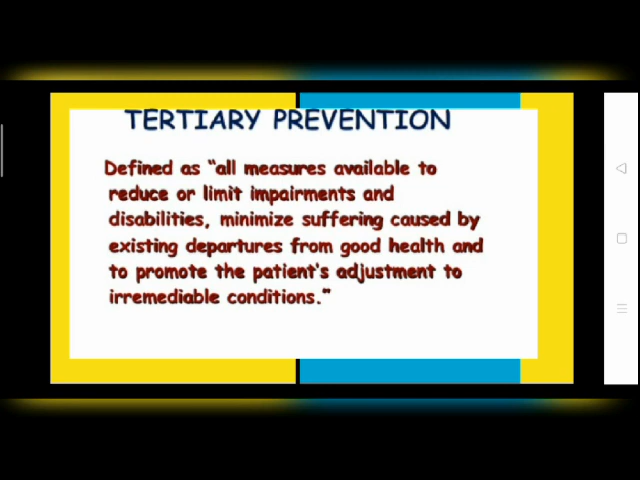 TERTIARY PREVENTION
Defined as “all measures available to
reduce or limit impairments and
disabilities, minimize suffering caused by
existing departures from good health and
to promote the patient’s adjustment to
irremediable conditions.”